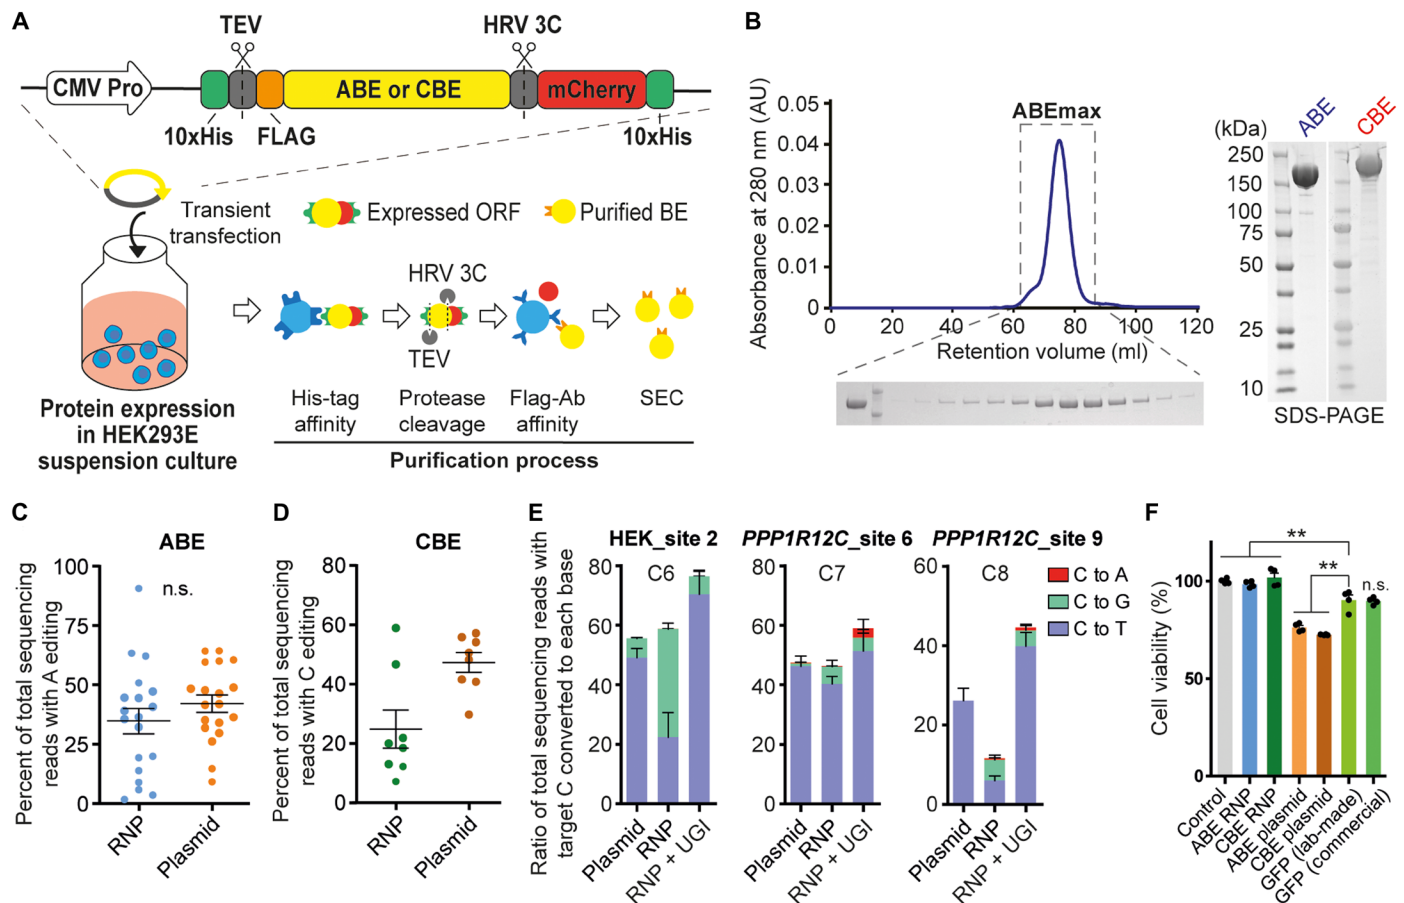 A
TEV
HRV 3C
CMV Pro
ABE or CBE
mCherry
10xHis
FLAG
10xHis
Transient
transfection
Expressed ORF
Purified BE
HRV 3C
TEV
Protein expression
in HEK293E
suspension culture
His-tag
affinity
Protease
cleavage
Flag-Ab
affinity
SEC
Purification process
B
Absorbance at 280 nm (AU)
0.05
0.04
0.03
0.02
0.01
0
ABEmax
0
20
40
60
80
100
120
Retention volume (ml)
(kDa)
ABE
CBE
250
150
100
75
50
25
10
SDS-PAGE
C
ABE
Percent of total sequencing
reads with A editing
100
75
50
25
0
n.s.
RNP
Plasmid
D
CBE
Percent of total sequencing
reads with C editing
80
60
40
20
0
RNP
Plasmid
E
Ratio of total sequencing reads with
target C converted to each base
HEK_site 2
C6
80
60
40
20
0
Plasmid
RNP
RNP + UGI
PPP1R12C_site 6
C7
80
60
40
20
0
Plasmid
RNP
RNP + UGI
PPP1R12C_site 9
C8
60
40
20
0
Plasmid
RNP
RNP + UGI
C to A
C to G
C to T
F
Cell viability (%)
100
50
0
**
**
n.s.
Control
ABE RNP
CBE RNP
ABE plasmid
CBE plasmid
GFP (lab-made)
GFP (commercial)